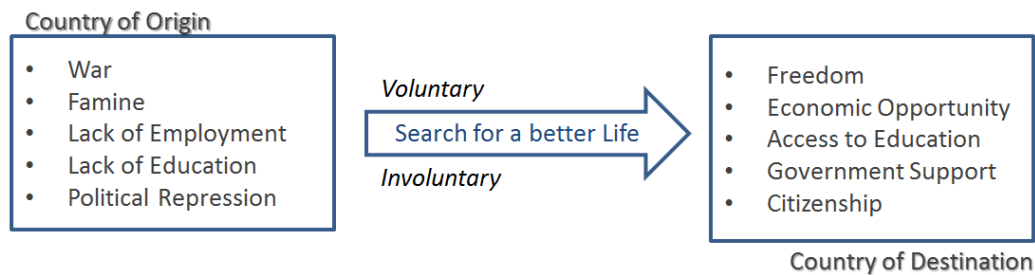 Country of Origin
• War
• Famine
• Lack of Employment
• Lack of Education
• Political Repression
Voluntary
Search for a better Life
Involuntary
• Freedom
• Economic Opportunity
• Access to Education
• Government Support
• Citizenship
Country of Destination